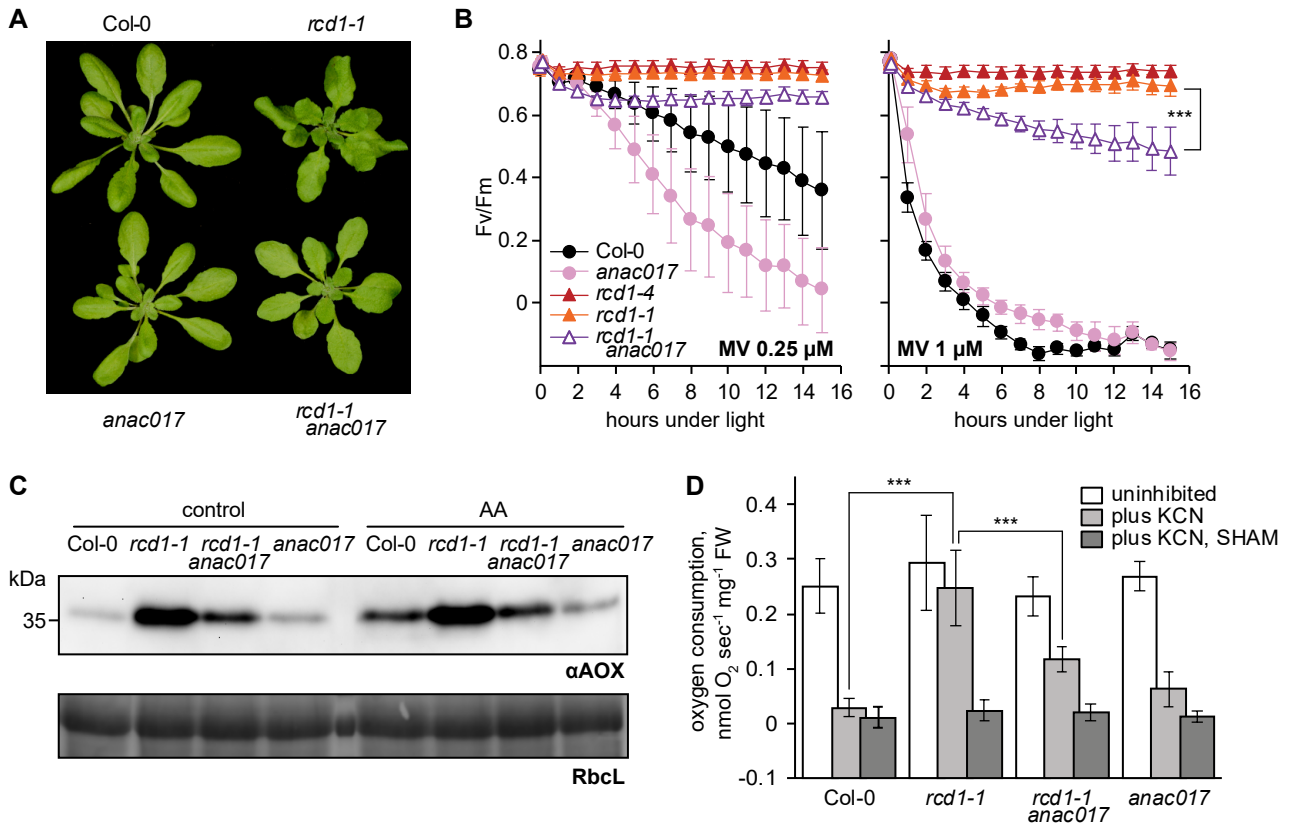 A
Col-0
rcd1-1
anac017
rcd1-1
anac017
B
Fv/Fm
0.8
0.6
0.4
0.2
0
Col-0
anac017
rcd1-4
rcd1-1
rcd1-1
anac017
MV 0.25 µM
0 2 4 6 8 10 12 14 16
hours under light
***
MV 1 µM
0 2 4 6 8 10 12 14 16
hours under light
C
control
AA
Col-0 rcd1-1 rcd1-1 anac017 Col-0 rcd1-1 rcd1-1 anac017
anac017 anac017
kDa
35
αAOX
RbcL
D
oxygen consumption,
nmol O₂ sec⁻¹ mg⁻¹ FW
0.4
0.3
0.2
0.1
0
-0.1
***
***
uninhibited
plus KCN
plus KCN, SHAM
Col-0 rcd1-1 rcd1-1 anac017
anac017